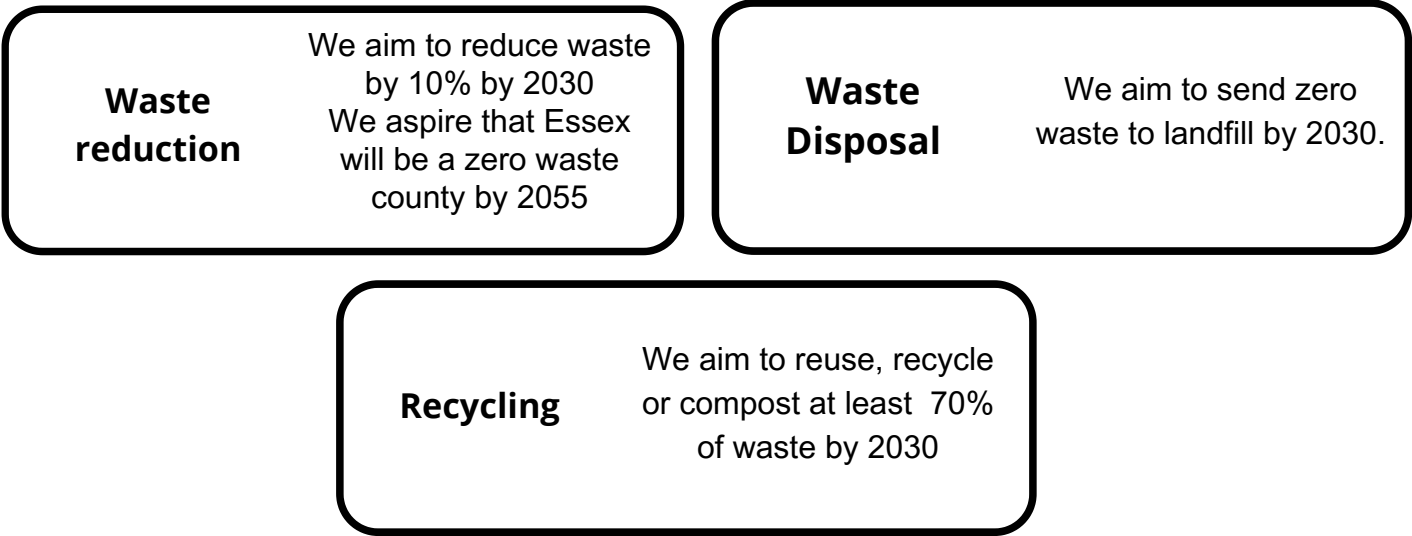 Waste
reduction
We aim to reduce waste
by 10% by 2030
We aspire that Essex
will be a zero waste
county by 2055
Waste
Disposal
We aim to send zero
waste to landfill by 2030.
Recycling
We aim to reuse, recycle
or compost at least  70%
of waste by 2030